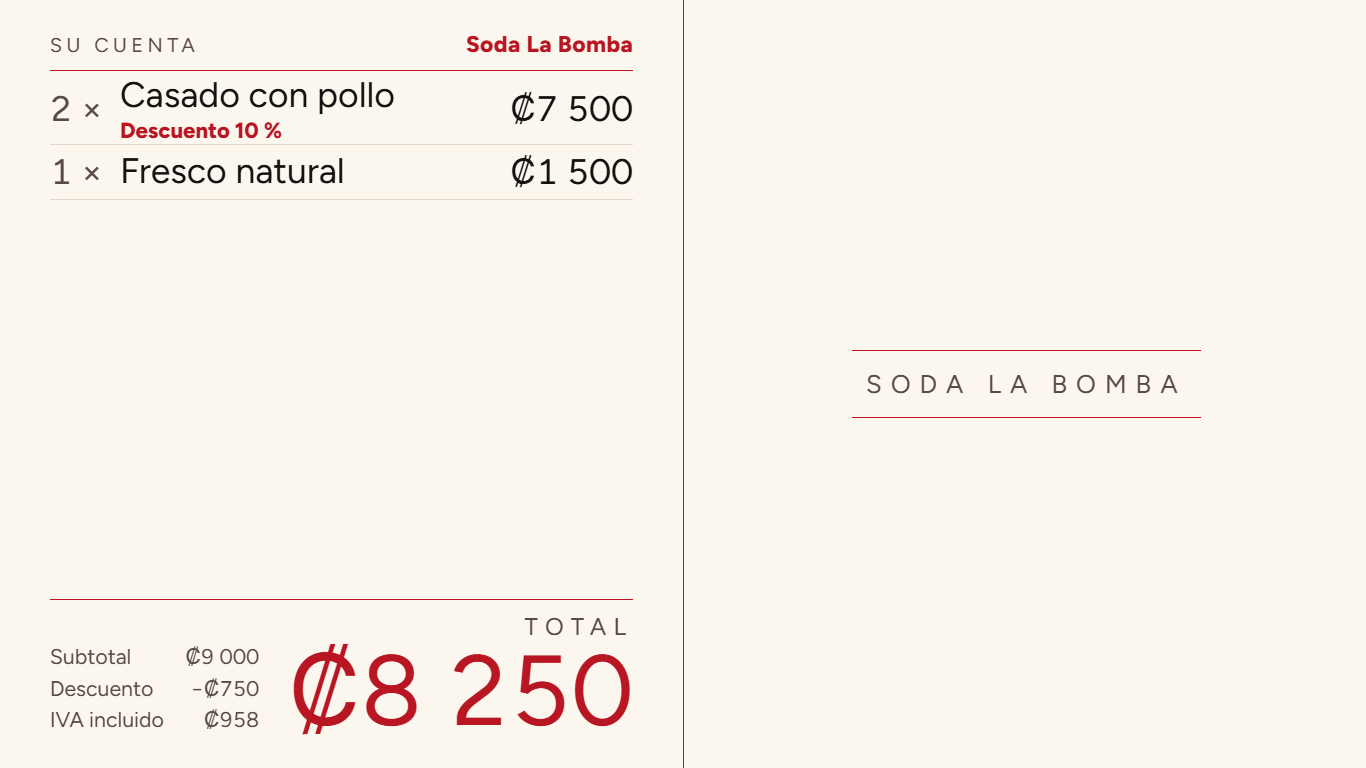 SU CUENTA Soda La Bomba
2 × Casado con pollo ₡7 500
Descuento 10 %
1 × Fresco natural ₡1 500
TOTAL
Subtotal ₡9 000
Descuento -₡750
IVA incluido ₡958
₡8 250
SODA LA BOMBA